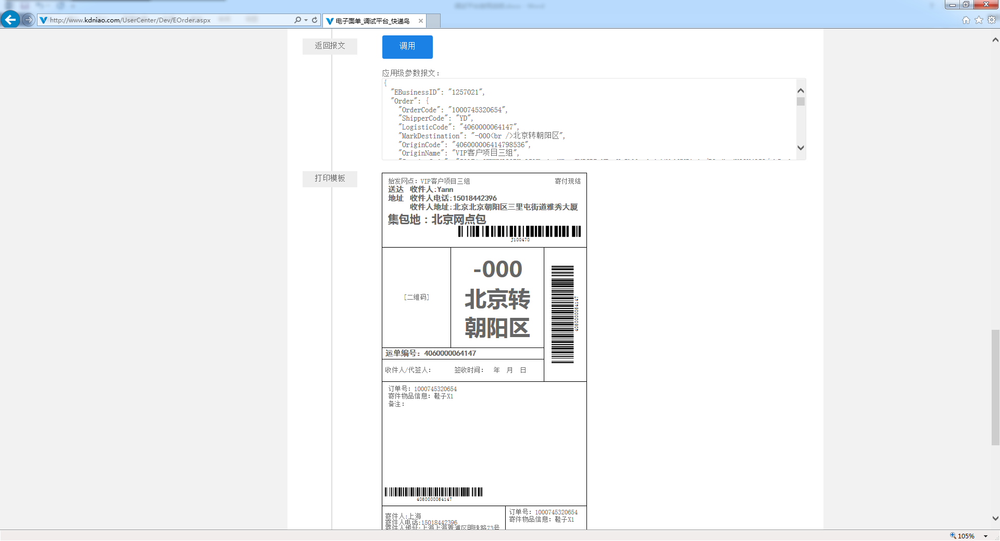 http://www.kdniao.com/UserCenter/Dev/EOrder.aspx
电子面单_调试平台_快递鸟
返回报文
调用
应用级参数报文：
{
"EBusinessID": "1257021",
"Order": {
"OrderCode": "1000745320654",
"ShipperCode": "YD",
"LogisticCode": "4060000064147",
"MarkDestination": "-000<br />北京转朝阳区",
"OriginCode": "406000006414798536",
"OriginName": "VIP客户项目三组",
打印模板
始发网点：VIP客户项目三组 寄付现结
送达 收件人:Yann
地址 收件人电话:15018442396
收件人地址:北京北京朝阳区三里屯街道雅秀大厦
集包地：北京网点包
J100470
[二维码]
-000
北京转
朝阳区
4060000064147
运单编号：4060000064147
收件人/代签人： 签收时间： 年 月 日
订单号：1000745320654
寄件物品信息：鞋子X1
备注：
4060000064147
寄件人:上海
寄件人电话:15018442396
寄件人地址:上海上海青浦区明珠路73号
订单号：1000745320654
寄件物品信息：鞋子X1
105%